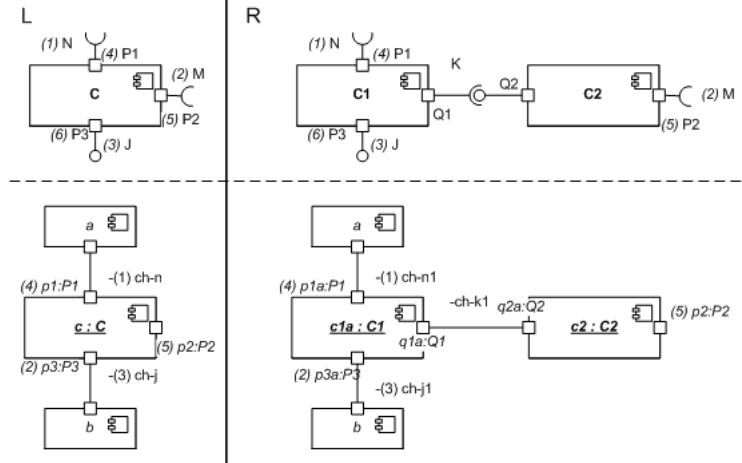 L
R
(1) N
(4) P1
(2) M
C
(5) P2
(6) P3
(3) J
(1) N
(4) P1
K
C1
Q1
Q2
C2
(2) M
(5) P2
(6) P3
(3) J
a
-(1) ch-n
(4) p1:P1
c : C
(5) p2:P2
(2) p3:P3
-(3) ch-j
b
a
-(1) ch-n1
(4) p1a:P1
-ch-k1
q2a:Q2
(5) p2:P2
c1a : C1
c2 : C2
q1a:Q1
(2) p3a:P3
-(3) ch-j1
b